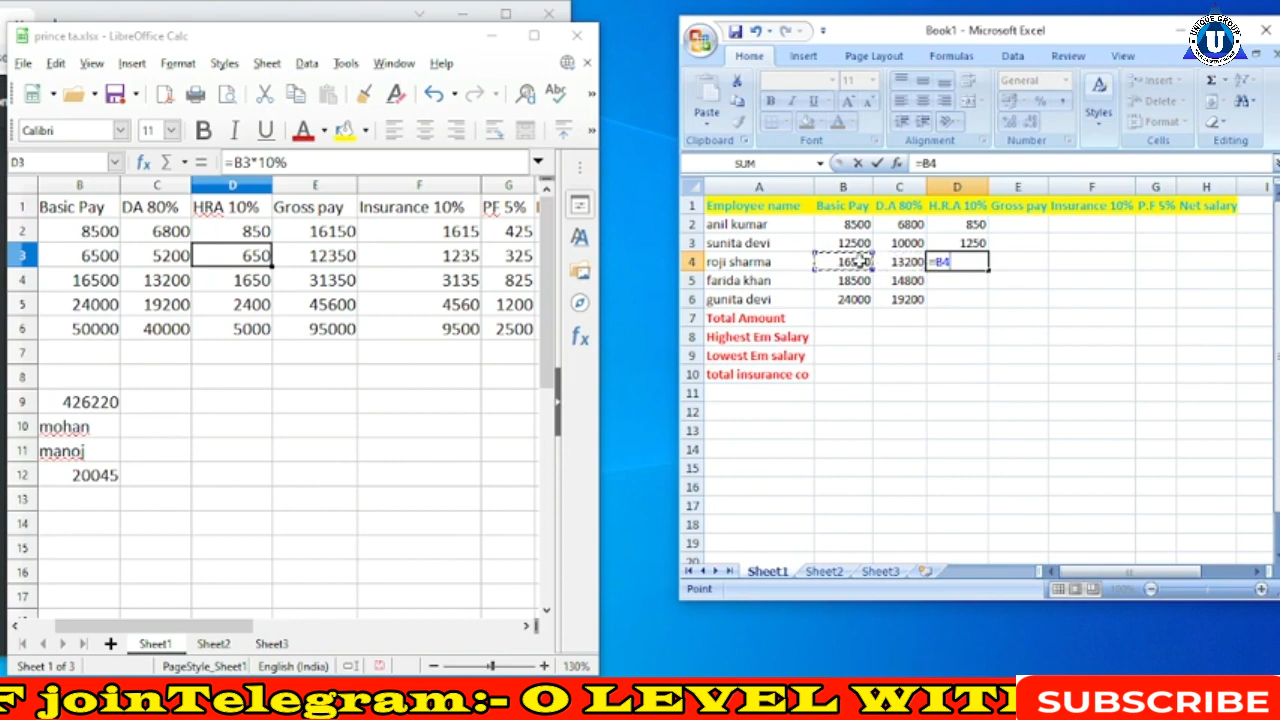 prince ta.xlsx - LibreOffice Calc
File Edit View Insert Format Styles Sheet Data Tools Window Help
Calibri 11 B I U A
D3 fx Σ = =B3*10%
B C D E F G
1 Basic Pay DA 80% HRA 10% Gross pay Insurance 10% PF 5%
2 8500 6800 850 16150 1615 425
3 6500 5200 650 12350 1235 325
4 16500 13200 1650 31350 3135 825
5 24000 19200 2400 45600 4560 1200
6 50000 40000 5000 95000 9500 2500
7
8
9 426220
10 mohan
11 manoj
12 20045
13
14
15
16
17
Sheet1 Sheet2 Sheet3
Sheet 1 of 3 PageStyle_Sheet1 English (India) 130%
Book1 - Microsoft Excel
UNIQUE GROUP
U
Home Insert Page Layout Formulas Data Review View
Paste 11 General Styles Insert
B I U Delete
Format
Clipboard Font Alignment Number Cells Editing
SUM fx =B4
A B C D E F G H I
1 Employee name Basic Pay D.A 80% H.R.A 10% Gross pay Insurance 10% P.F 5% Net salary
2 anil kumar 8500 6800 850
3 sunita devi 12500 10000 1250
4 roji sharma 13200 =B4
5 farida khan 18500 14800
6 gunita devi 24000 19200
7 Total Amount
8 Highest Em Salary
9 Lowest Em salary
10 total insurance co
11
12
13
14
15
16
17
18
19
20
Sheet1 Sheet2 Sheet3
Point 100%
F joinTelegram:- O LEVEL WITH
SUBSCRIBE